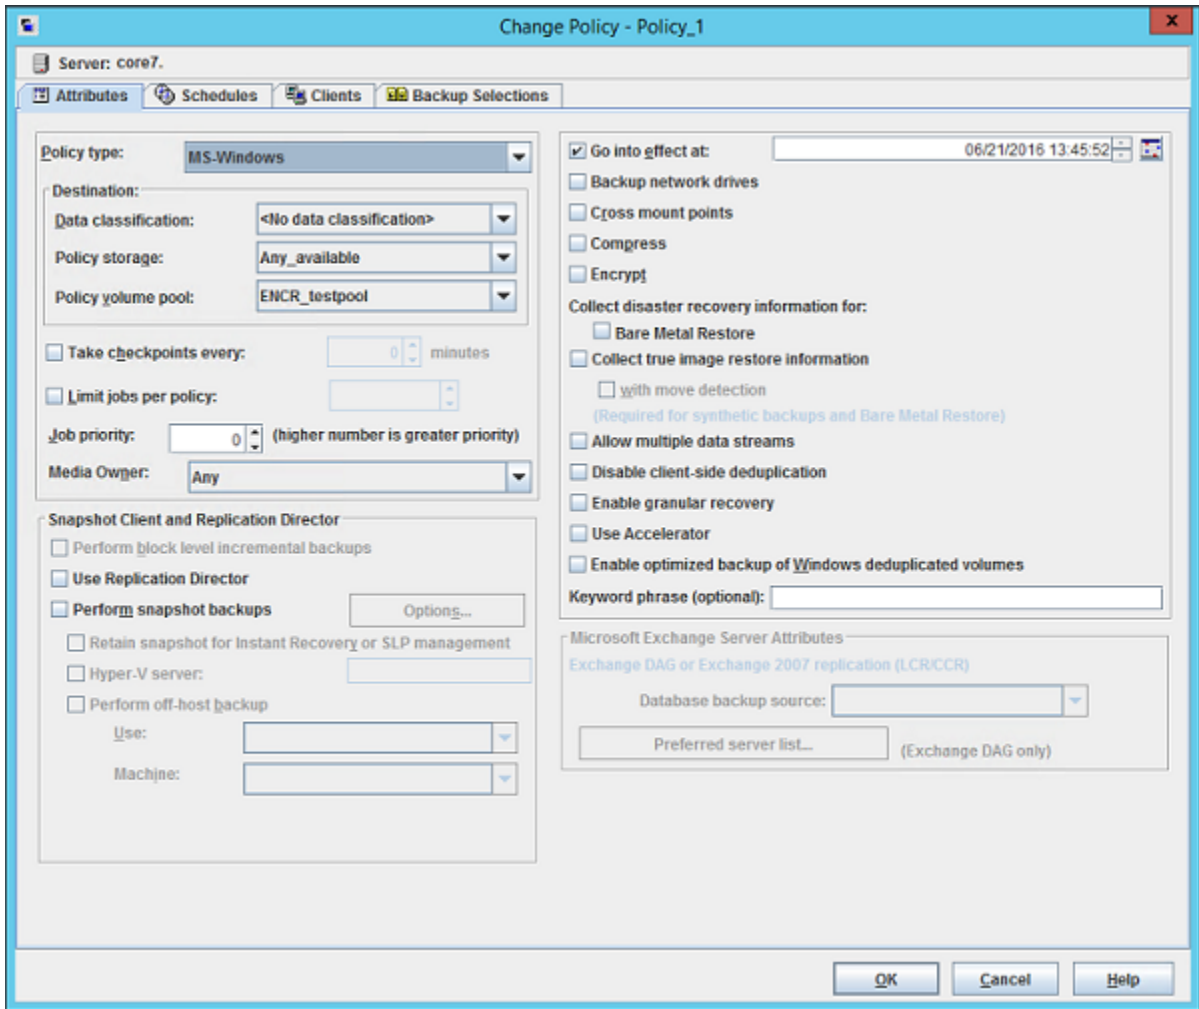 Change Policy - Policy_1
x
Server: core7.
Attributes
Schedules
Clients
Backup Selections
Policy type:
MS-Windows
Destination:
Data classification:
<No data classification>
Policy storage:
Any_available
Policy volume pool:
ENCR_testpool
Take checkpoints every:
0
minutes
Limit jobs per policy:
Job priority:
0
(higher number is greater priority)
Media Owner:
Any
Snapshot Client and Replication Director
Perform block level incremental backups
Use Replication Director
Perform snapshot backups
Options...
Retain snapshot for Instant Recovery or SLP management
Hyper-V server:
Perform off-host backup
Use:
Machine:
Go into effect at:
06/21/2016 13:45:52
Backup network drives
Cross mount points
Compress
Encrypt
Collect disaster recovery information for:
Bare Metal Restore
Collect true image restore information
with move detection
(Required for synthetic backups and Bare Metal Restore)
Allow multiple data streams
Disable client-side deduplication
Enable granular recovery
Use Accelerator
Enable optimized backup of Windows deduplicated volumes
Keyword phrase (optional):
Microsoft Exchange Server Attributes
Exchange DAG or Exchange 2007 replication (LCR/CCR)
Database backup source:
Preferred server list...
(Exchange DAG only)
OK
Cancel
Help